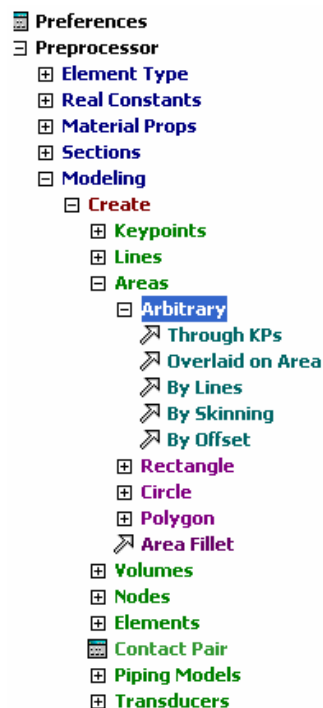 Preferences
Preprocessor
Element Type
Real Constants
Material Props
Sections
Modeling
Create
Keypoints
Lines
Areas
Arbitrary
Through KPs
Overlaid on Area
By Lines
By Skinning
By Offset
Rectangle
Circle
Polygon
Area Fillet
Volumes
Nodes
Elements
Contact Pair
Piping Models
Transducers